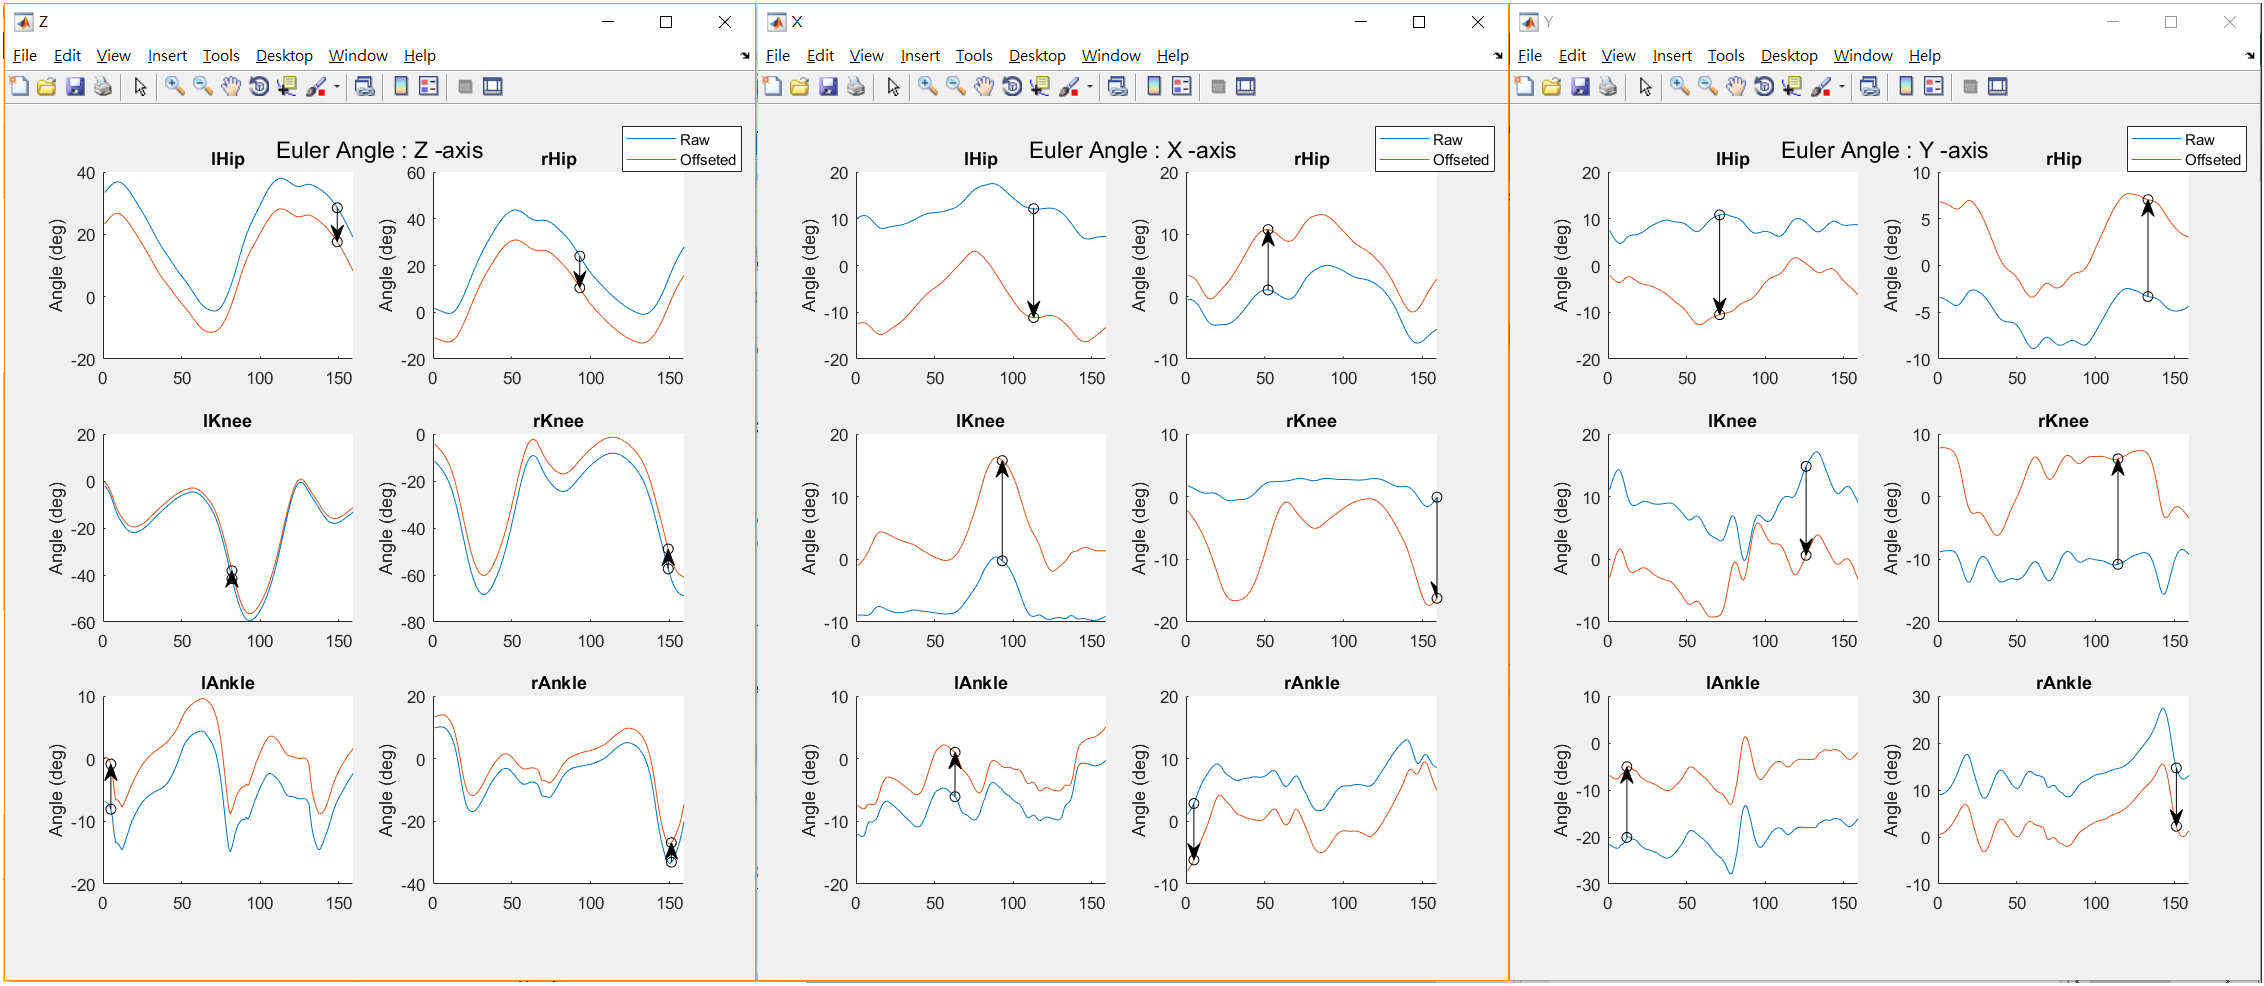 Z
File Edit View Insert Tools Desktop Window Help
Euler Angle : Z -axis
Raw
Offseted
lHip
40
20
0
-20
0 50 100 150
Angle (deg)
rHip
60
40
20
0
-20
0 50 100 150
Angle (deg)
lKnee
20
0
-20
-40
-60
0 50 100 150
Angle (deg)
rKnee
0
-20
-40
-60
-80
0 50 100 150
Angle (deg)
lAnkle
10
0
-10
-20
0 50 100 150
Angle (deg)
rAnkle
20
0
-20
-40
0 50 100 150
Angle (deg)
X
File Edit View Insert Tools Desktop Window Help
Euler Angle : X -axis
Raw
Offseted
lHip
20
10
0
-10
-20
0 50 100 150
Angle (deg)
rHip
20
10
0
-10
0 50 100 150
Angle (deg)
lKnee
20
10
0
-10
0 50 100 150
Angle (deg)
rKnee
10
0
-10
-20
0 50 100 150
Angle (deg)
lAnkle
10
0
-10
-20
0 50 100 150
Angle (deg)
rAnkle
20
10
0
-10
0 50 100 150
Angle (deg)
Y
File Edit View Insert Tools Desktop Window Help
Euler Angle : Y -axis
Raw
Offseted
lHip
20
10
0
-10
-20
0 50 100 150
Angle (deg)
rHip
10
5
0
-5
-10
0 50 100 150
Angle (deg)
lKnee
20
10
0
-10
0 50 100 150
Angle (deg)
rKnee
10
0
-10
-20
0 50 100 150
Angle (deg)
lAnkle
10
0
-10
-20
-30
0 50 100 150
Angle (deg)
rAnkle
30
20
10
0
-10
0 50 100 150
Angle (deg)